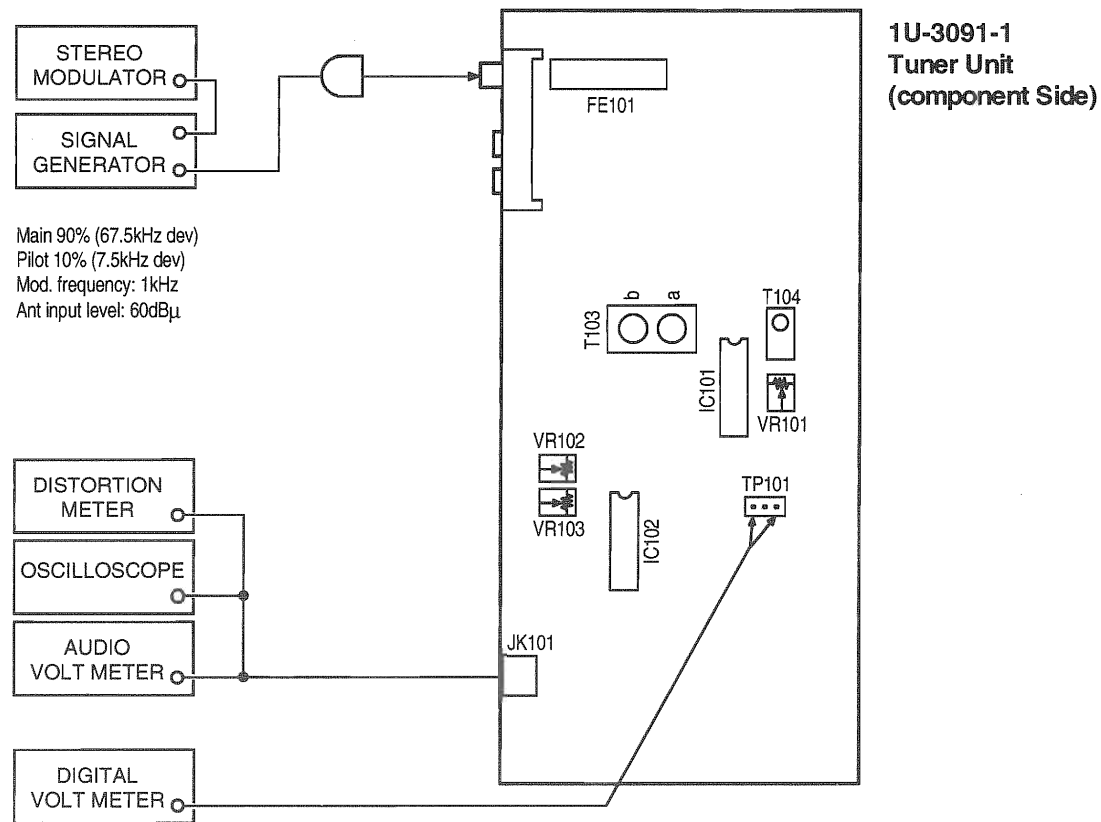 1U-3091-1
Tuner Unit
(component Side)
STEREO
MODULATOR
SIGNAL
GENERATOR
FE101
Main 90% (67.5kHz dev)
Pilot 10% (7.5kHz dev)
Mod. frequency: 1kHz
Ant input level: 60dBμ
b
a
T103
T104
IC101
VR101
VR102
VR103
IC102
TP101
DISTORTION
METER
OSCILLOSCOPE
AUDIO
VOLT METER
JK101
DIGITAL
VOLT METER